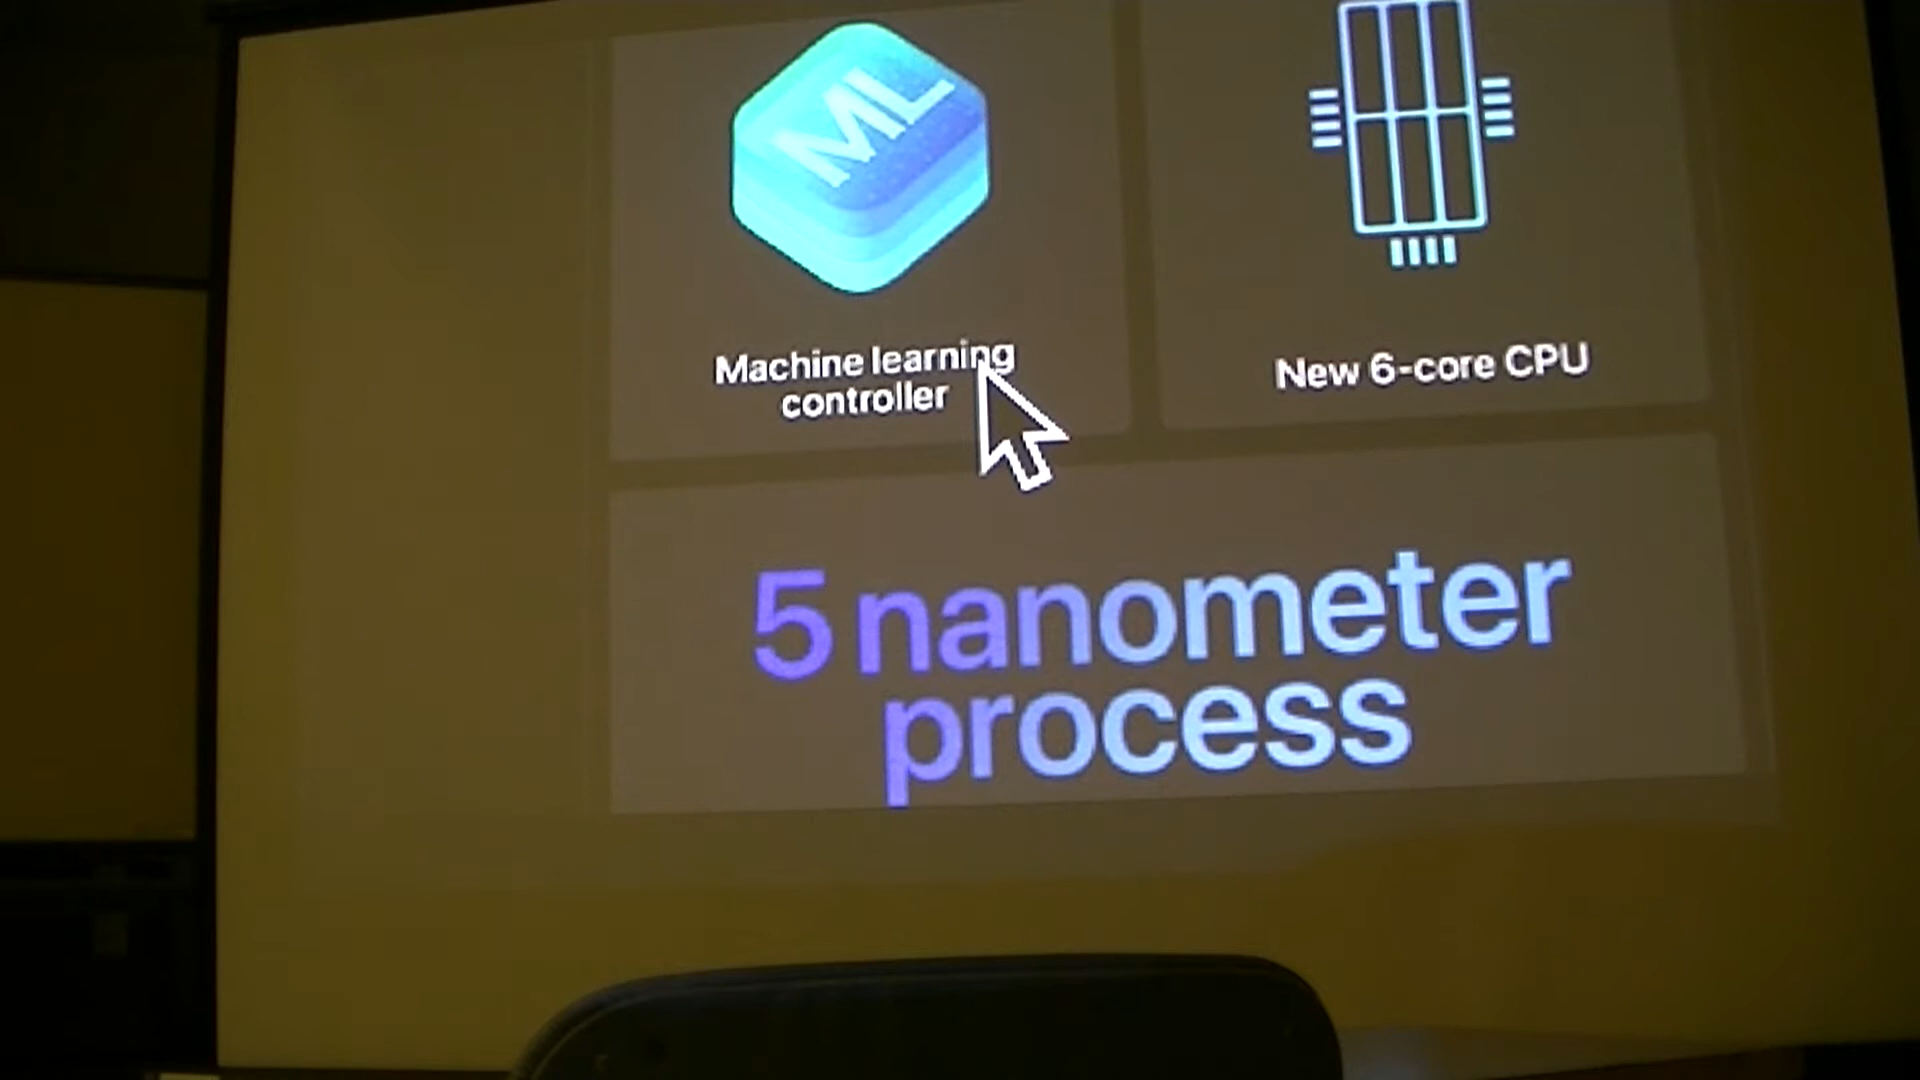 ML
Machine learning
controller
New 6-core CPU
5 nanometer
process